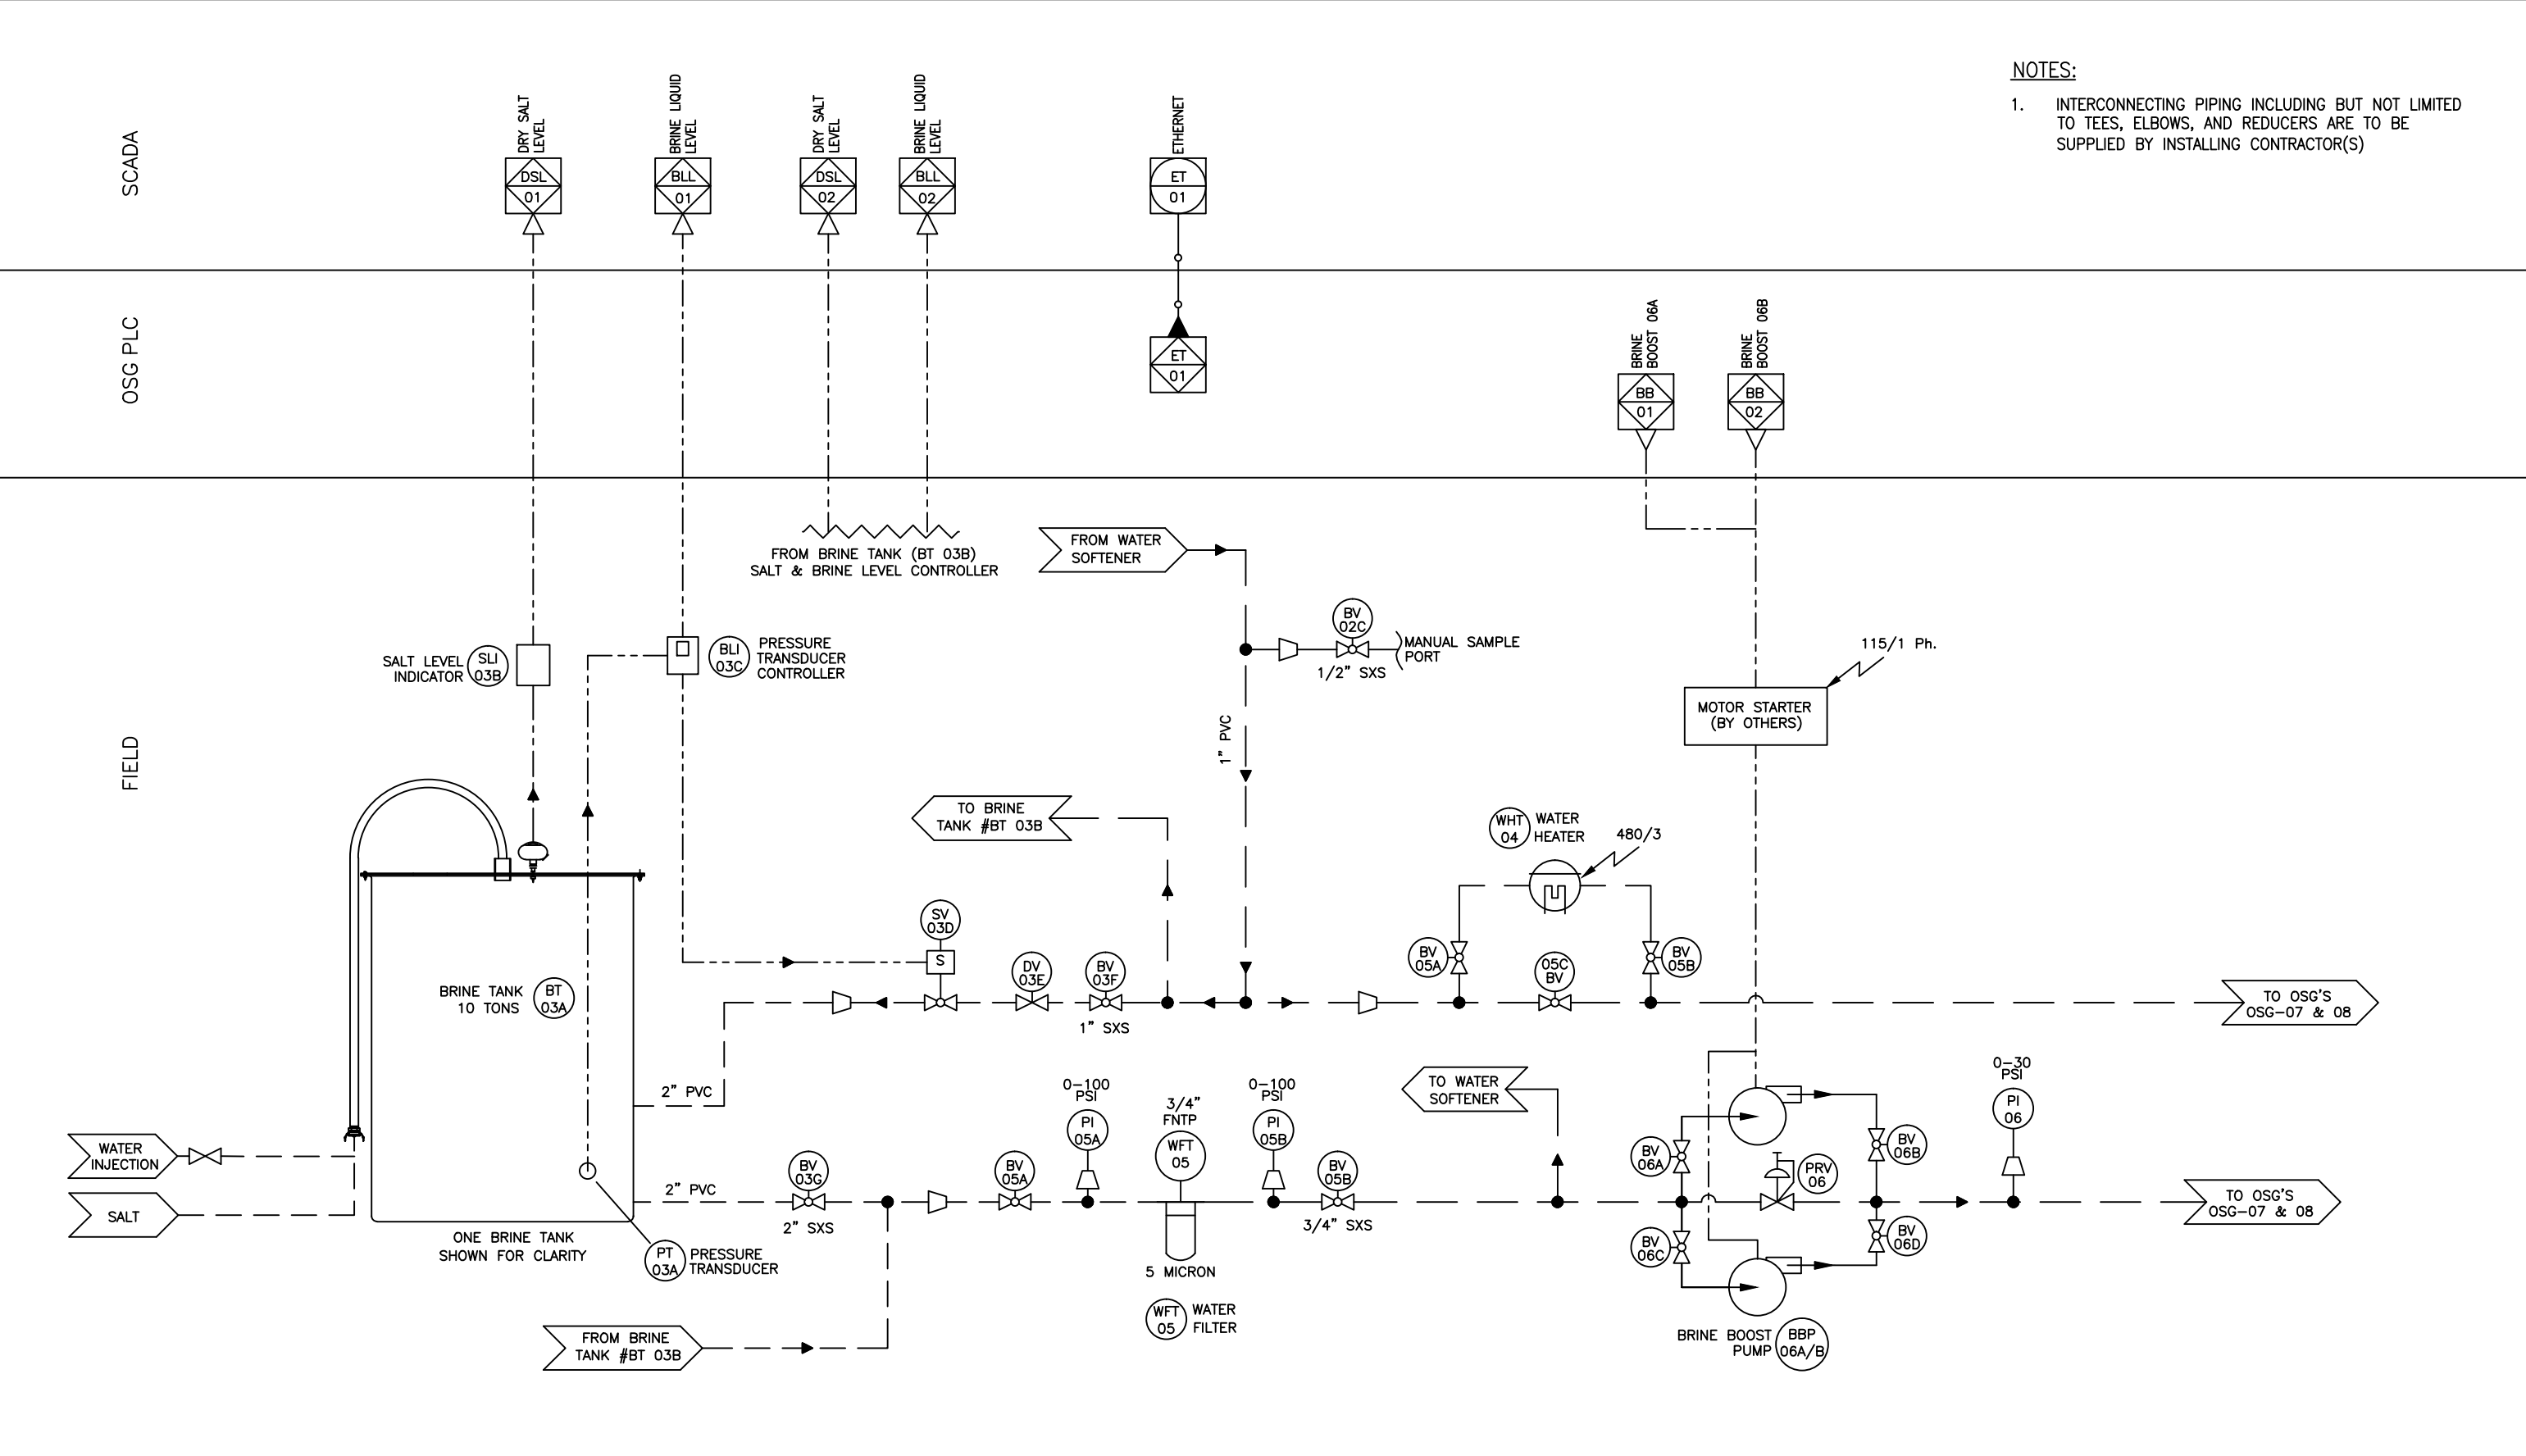 NOTES:
1. INTERCONNECTING PIPING INCLUDING BUT NOT LIMITED
TO TEES, ELBOWS, AND REDUCERS ARE TO BE
SUPPLIED BY INSTALLING CONTRACTOR(S)
SCADA
DRY SALT
LEVEL
DSL
01
BRINE LIQUID
LEVEL
BLL
01
DRY SALT
LEVEL
DSL
02
BRINE LIQUID
LEVEL
BLL
02
ETHERNET
ET
01
OSG PLC
ET
01
BRINE
BOOST 06A
BB
01
BRINE
BOOST 06B
BB
02
FIELD
FROM BRINE TANK (BT 03B)
SALT & BRINE LEVEL CONTROLLER
FROM WATER
SOFTENER
BV
02C
MANUAL SAMPLE
PORT
1/2" SXS
SALT LEVEL
INDICATOR
SLI
03B
BLI
03C
PRESSURE
TRANSDUCER
CONTROLLER
115/1 Ph.
MOTOR STARTER
(BY OTHERS)
1" PVC
TO BRINE
TANK #BT 03B
WHT
04
WATER
HEATER
480/3
SV
03D
S
DV
03E
BV
03F
1" SXS
BV
05A
05C
BV
BV
05B
TO OSG'S
OSG-07 & 08
BRINE TANK
10 TONS
BT
03A
2" PVC
WATER
INJECTION
SALT
2" PVC
BV
03G
2" SXS
BV
05A
0-100
PSI
PI
05A
3/4"
FNTP
WFT
05
5 MICRON
WFT
05
WATER
FILTER
0-100
PSI
PI
05B
BV
05B
3/4" SXS
TO WATER
SOFTENER
BV
06A
BV
06B
PRV
06
BV
06C
BV
06D
0-30
PSI
PI
06
TO OSG'S
OSG-07 & 08
ONE BRINE TANK
SHOWN FOR CLARITY
PT
03A
PRESSURE
TRANSDUCER
FROM BRINE
TANK #BT 03B
BRINE BOOST
PUMP
BBP
06A/B